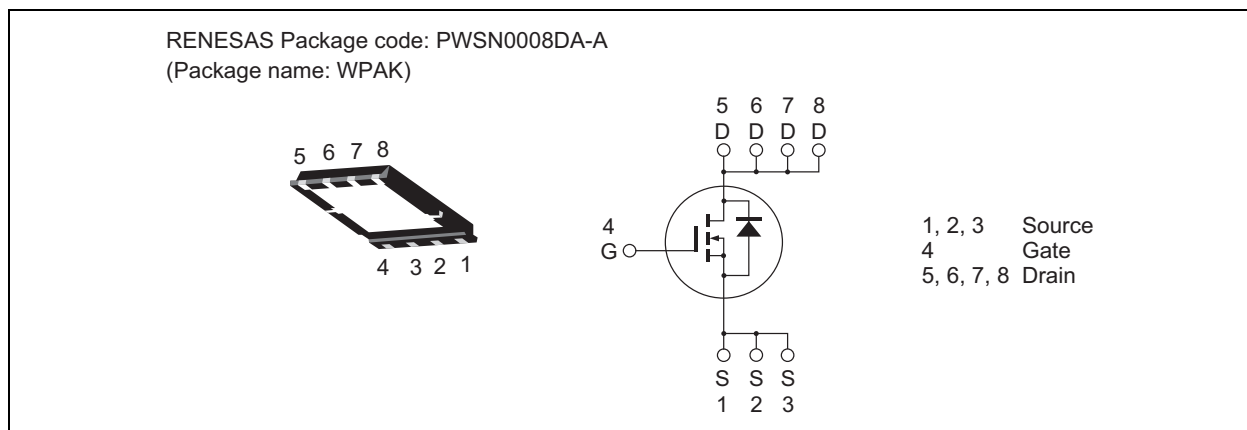 RENESAS Package code: PWSN0008DA-A
(Package name: WPAK)
5 6 7 8
4 3 2 1
5 6 7 8
D D D D
4
G
S S S
1 2 3
1, 2, 3 Source
4 Gate
5, 6, 7, 8 Drain